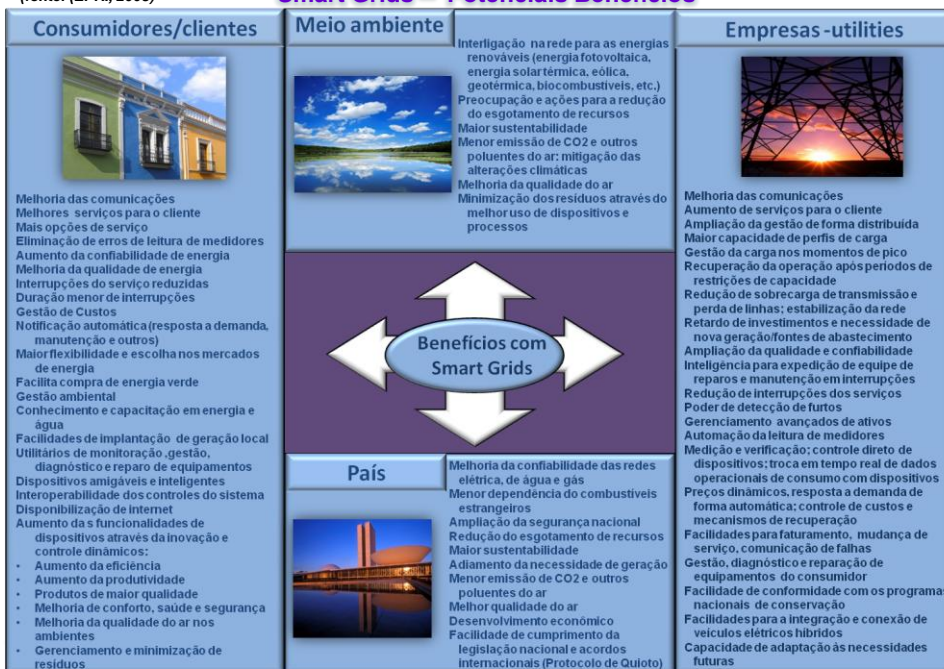 (fonte: (EPRI, 2008)
Smart Grids – Potenciais Benefícios
Consumidores/clientes
Melhoria das comunicações
Melhores serviços para o cliente
Mais opções de serviço
Eliminação de erros de leitura de medidores
Aumento da confiabilidade de energia
Melhoria da qualidade de energia
Interrupções do serviço reduzidas
Duração menor de interrupções
Gestão de Custos
Notificação automática (resposta a demanda,
manutenção e outros)
Maior flexibilidade e escolha nos mercados
de energia
Facilita compra de energia verde
Gestão ambiental
Conhecimento e capacitação em energia e
água
Facilidades de implantação de geração local
Utilitários de monitoração ,gestão,
diagnóstico e reparo de equipamentos
Dispositivos amigáveis e inteligentes
Interoperabilidade dos controles do sistema
Disponibilização de internet
Aumento da s funcionalidades de
dispositivos através da inovação e
controle dinâmicos:
• Aumento da eficiência
• Aumento da produtividade
• Produtos de maior qualidade
• Melhoria de conforto, saúde e segurança
• Melhoria da qualidade do ar nos
ambientes
• Gerenciamento e minimização de
resíduos
Meio ambiente
Interligação na rede para as energias
renováveis (energia fotovoltaica,
energia solar térmica, eólica,
geotérmica, biocombustíveis, etc.)
Preocupação e ações para a redução
do esgotamento de recursos
Maior sustentabilidade
Menor emissão de CO2 e outros
poluentes do ar: mitigação das
alterações climáticas
Melhoria da qualidade do ar
Minimização dos resíduos através do
melhor uso de dispositivos e
processos
Benefícios com
Smart Grids
País
Melhoria da confiabilidade das redes
elétrica, de água e gás
Menor dependência do combustíveis
estrangeiros
Ampliação da segurança nacional
Redução do esgotamento de recursos
Maior sustentabilidade
Adiamento da necessidade de geração
Menor emissão de CO2 e outros
poluentes do ar
Melhor qualidade do ar
Desenvolvimento econômico
Facilidade de cumprimento da
legislação nacional e acordos
internacionais (Protocolo de Quioto)
Empresas -utilities
Melhoria das comunicações
Aumento de serviços para o cliente
Ampliação da gestão de forma distribuída
Maior capacidade de perfis de carga
Gestão da carga nos momentos de pico
Recuperação da operação após períodos de
restrições de capacidade
Redução de sobrecarga de transmissão e
perda de linhas; estabilização da rede
Retardo de investimentos e necessidade de
nova geração/fontes de abastecimento
Ampliação da qualidade e confiabilidade
Inteligência para expedição de equipe de
reparos e manutenção em interrupções
Redução de interrupções dos serviços
Poder de detecção de furtos
Gerenciamento avançados de ativos
Automação da leitura de medidores
Medição e verificação; controle direto de
dispositivos; troca em tempo real de dados
operacionais de consumo com dispositivos
Preços dinâmicos, resposta a demanda de
forma automática; controle de custos e
mecanismos de recuperação
Facilidades para faturamento, mudança de
serviço, comunicação de falhas
Gestão, diagnóstico e reparação de
equipamentos do consumidor
Facilidade de conformidade com os programas
nacionais de conservação
Facilidades para a integração e conexão de
veículos elétricos híbridos
Capacidade de adaptação às necessidades
futuras